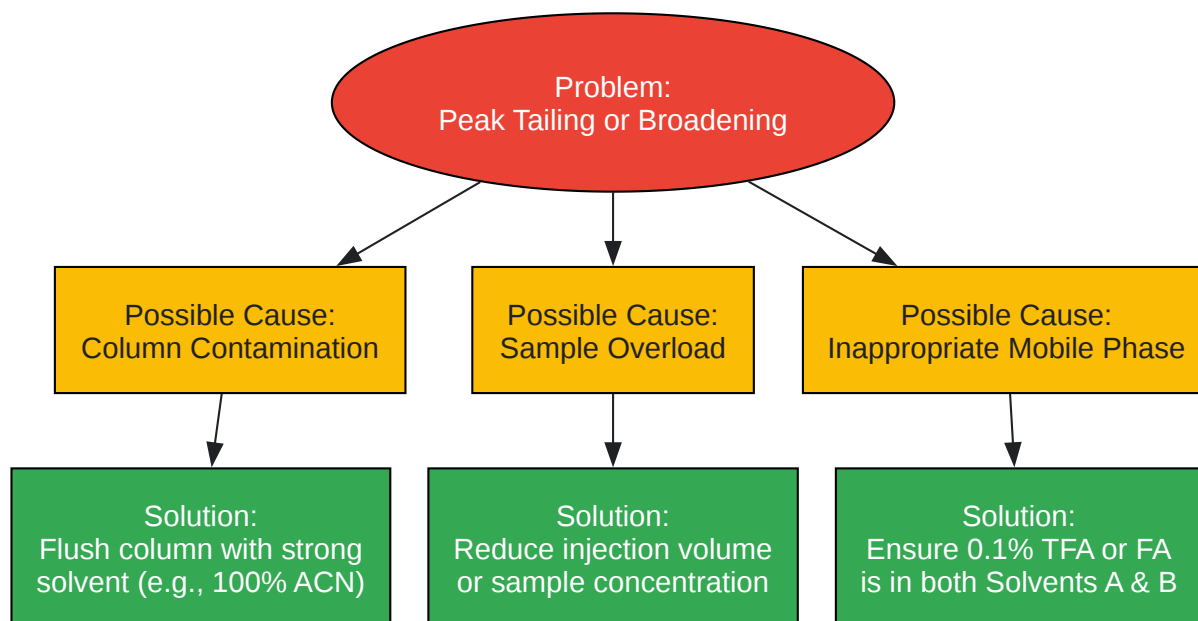 Problem:
Peak Tailing or Broadening
Possible Cause:
Column Contamination
Possible Cause:
Sample Overload
Possible Cause:
Inappropriate Mobile Phase
Solution:
Flush column with strong
solvent (e.g., 100% ACN)
Solution:
Reduce injection volume
or sample concentration
Solution:
Ensure 0.1% TFA or FA
is in both Solvents A & B